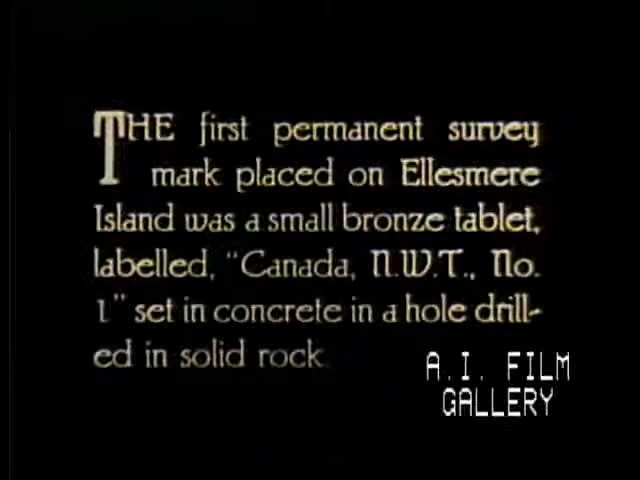 THE first permanent survey
mark placed on Ellesmere
Island was a small bronze tablet,
labelled, "Canada, N.W.T., No.
1" set in concrete in a hole drill-
ed in solid rock
A.I. FILM
GALLERY